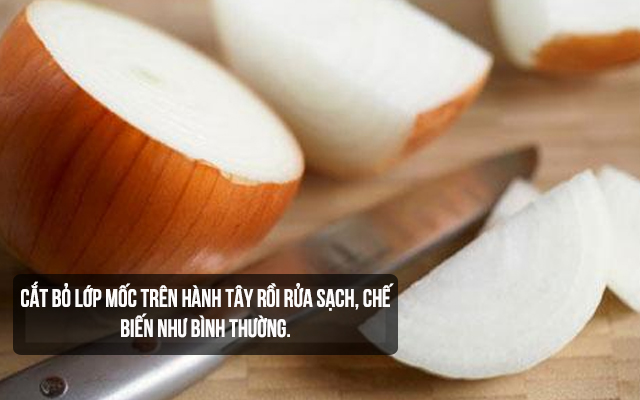 CẮT BỎ LỚP MỐC TRÊN HÀNH TÂY RỒI RỬA SẠCH, CHẾ
BIẾN NHƯ BÌNH THƯỜNG.